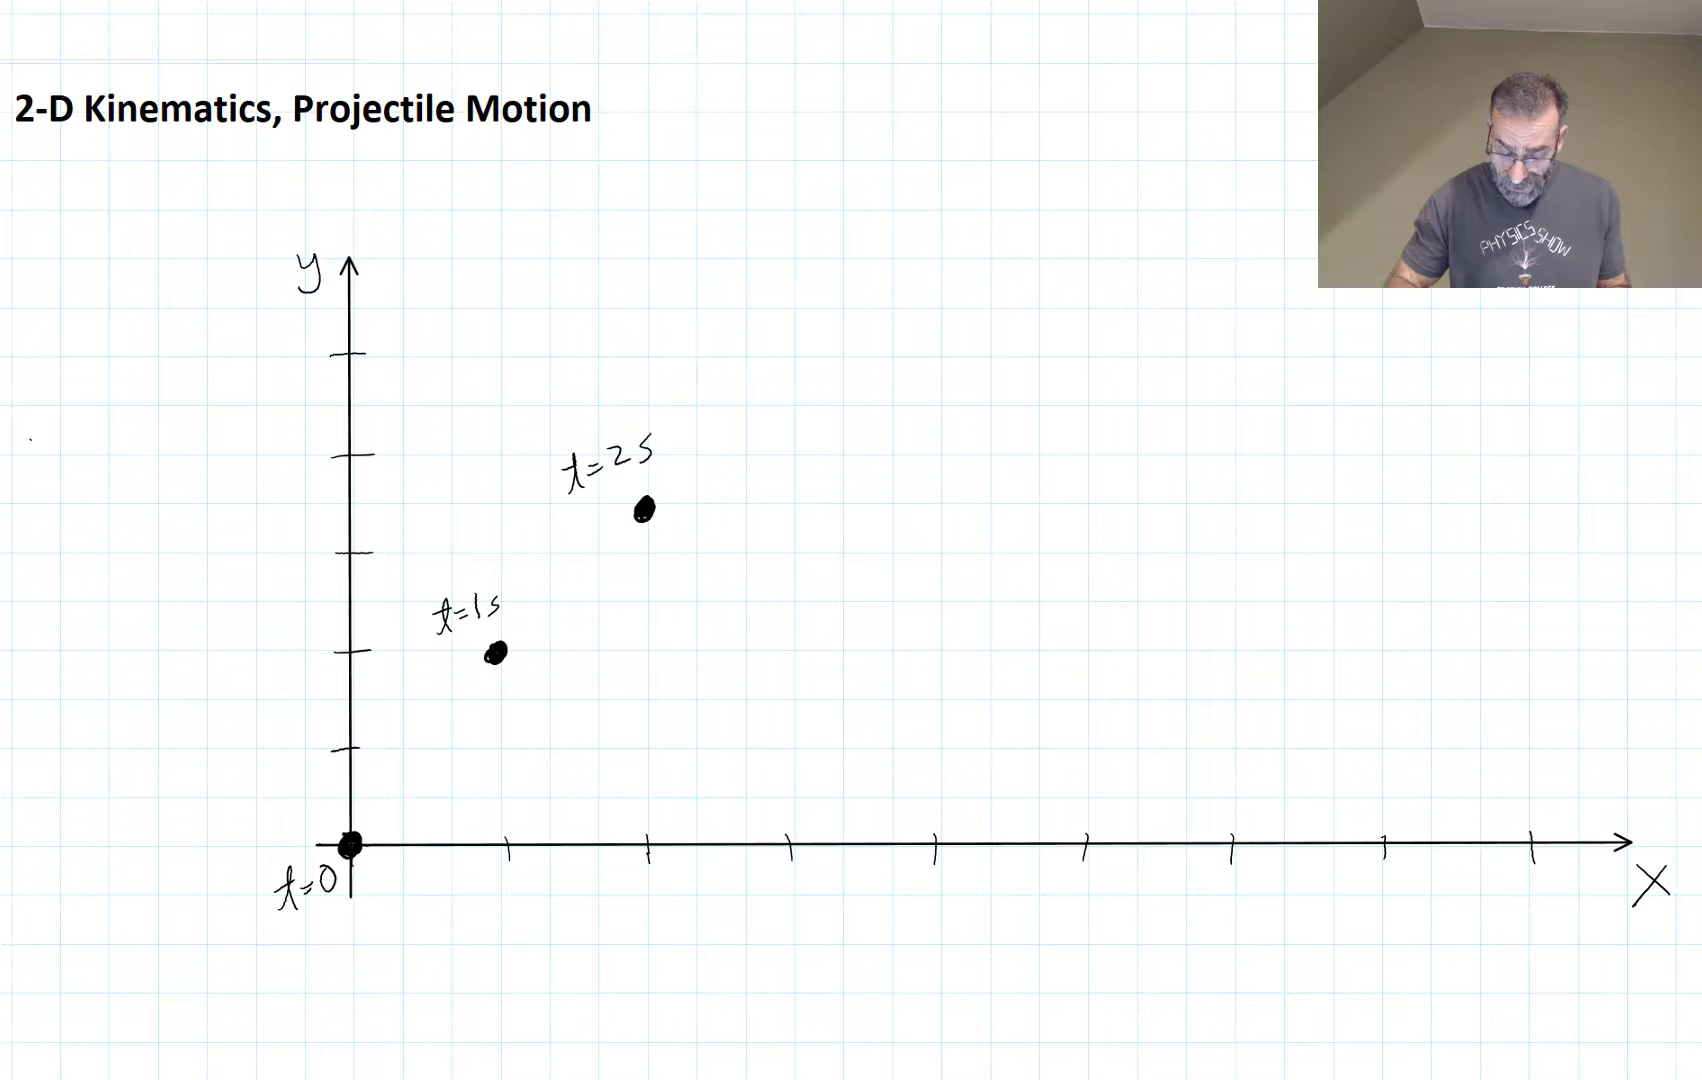 2-D Kinematics, Projectile Motion
PHYSICS SHOW
y
t=2s
t=1s
t=0
x